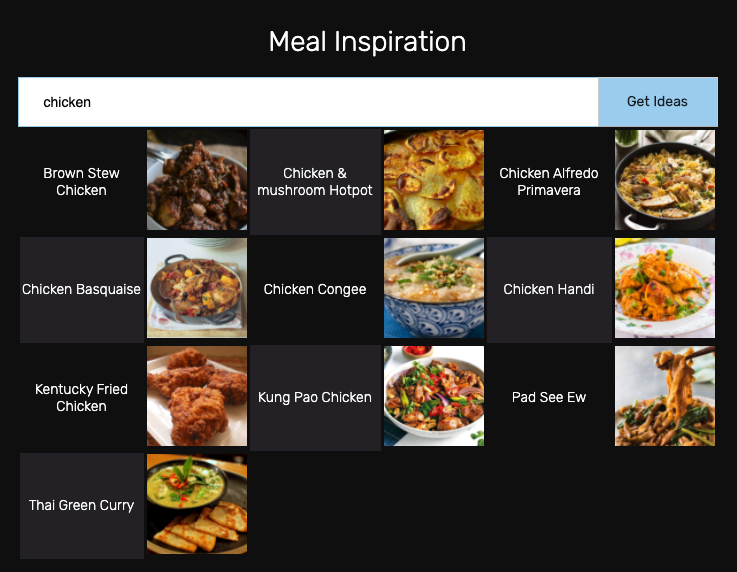 Meal Inspiration
chicken
Get Ideas
Brown Stew
Chicken
Chicken &
mushroom Hotpot
Chicken Alfredo
Primavera
Chicken Basquaise
Chicken Congee
Chicken Handi
Kentucky Fried
Chicken
Kung Pao Chicken
Pad See Ew
Thai Green Curry